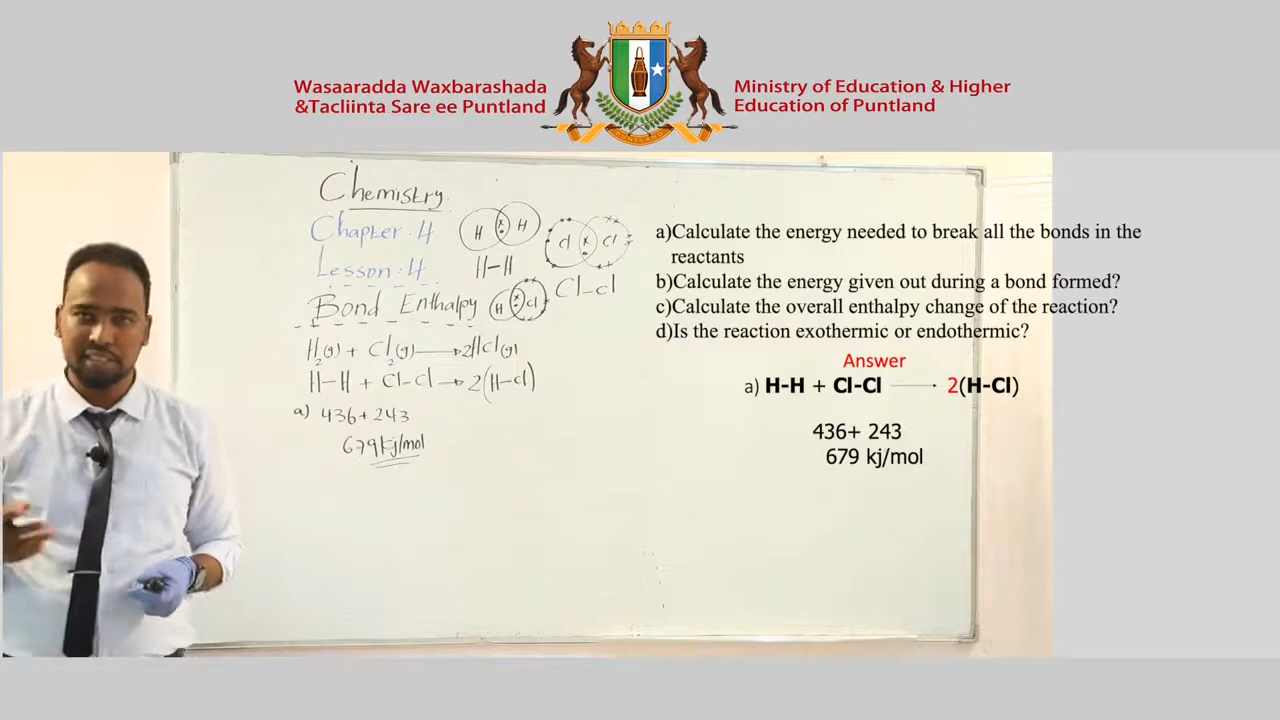 Wasaaradda Waxbarashada
&Tacliinta Sare ee Puntland
Ministry of Education & Higher
Education of Puntland
PUNTLAND
Chemistry
Chapter : 4
Lesson : 4
Bond Enthalpy
H H
H-H
Cl Cl
Cl-Cl
H Cl
H2(g) + Cl2(g) → 2HCl(g)
H-H + Cl-Cl → 2(H-Cl)
a) 436+243
679kj/mol
a)Calculate the energy needed to break all the bonds in the
reactants
b)Calculate the energy given out during a bond formed?
c)Calculate the overall enthalpy change of the reaction?
d)Is the reaction exothermic or endothermic?
Answer
a) H-H + Cl-Cl → 2(H-Cl)
436+ 243
679 kj/mol